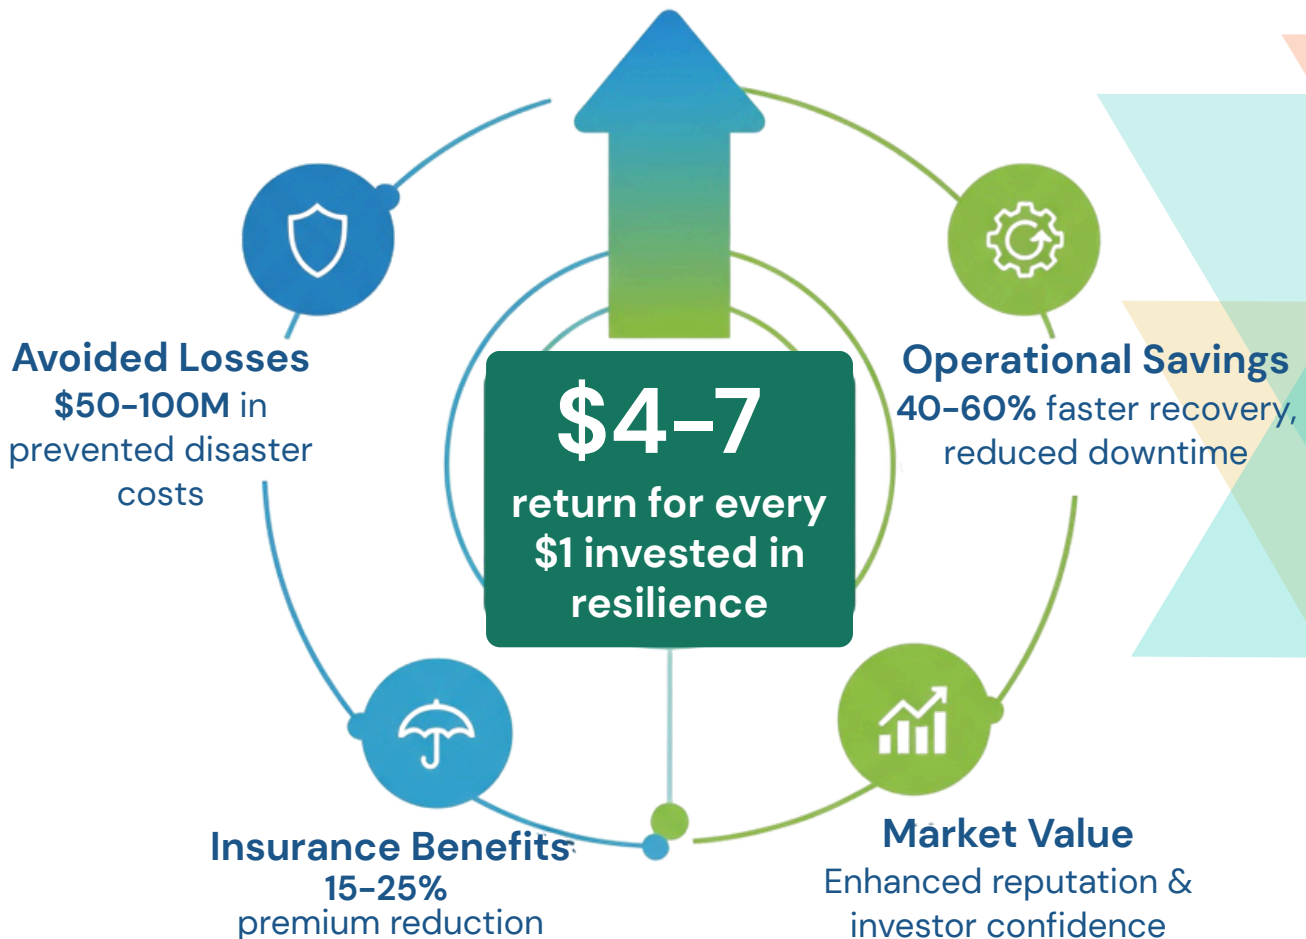 $4-7
return for every
$1 invested in
resilience
Avoided Losses
$50-100M in
prevented disaster
costs
Operational Savings
40-60% faster recovery,
reduced downtime
Insurance Benefits
15-25%
premium reduction
Market Value
Enhanced reputation &
investor confidence